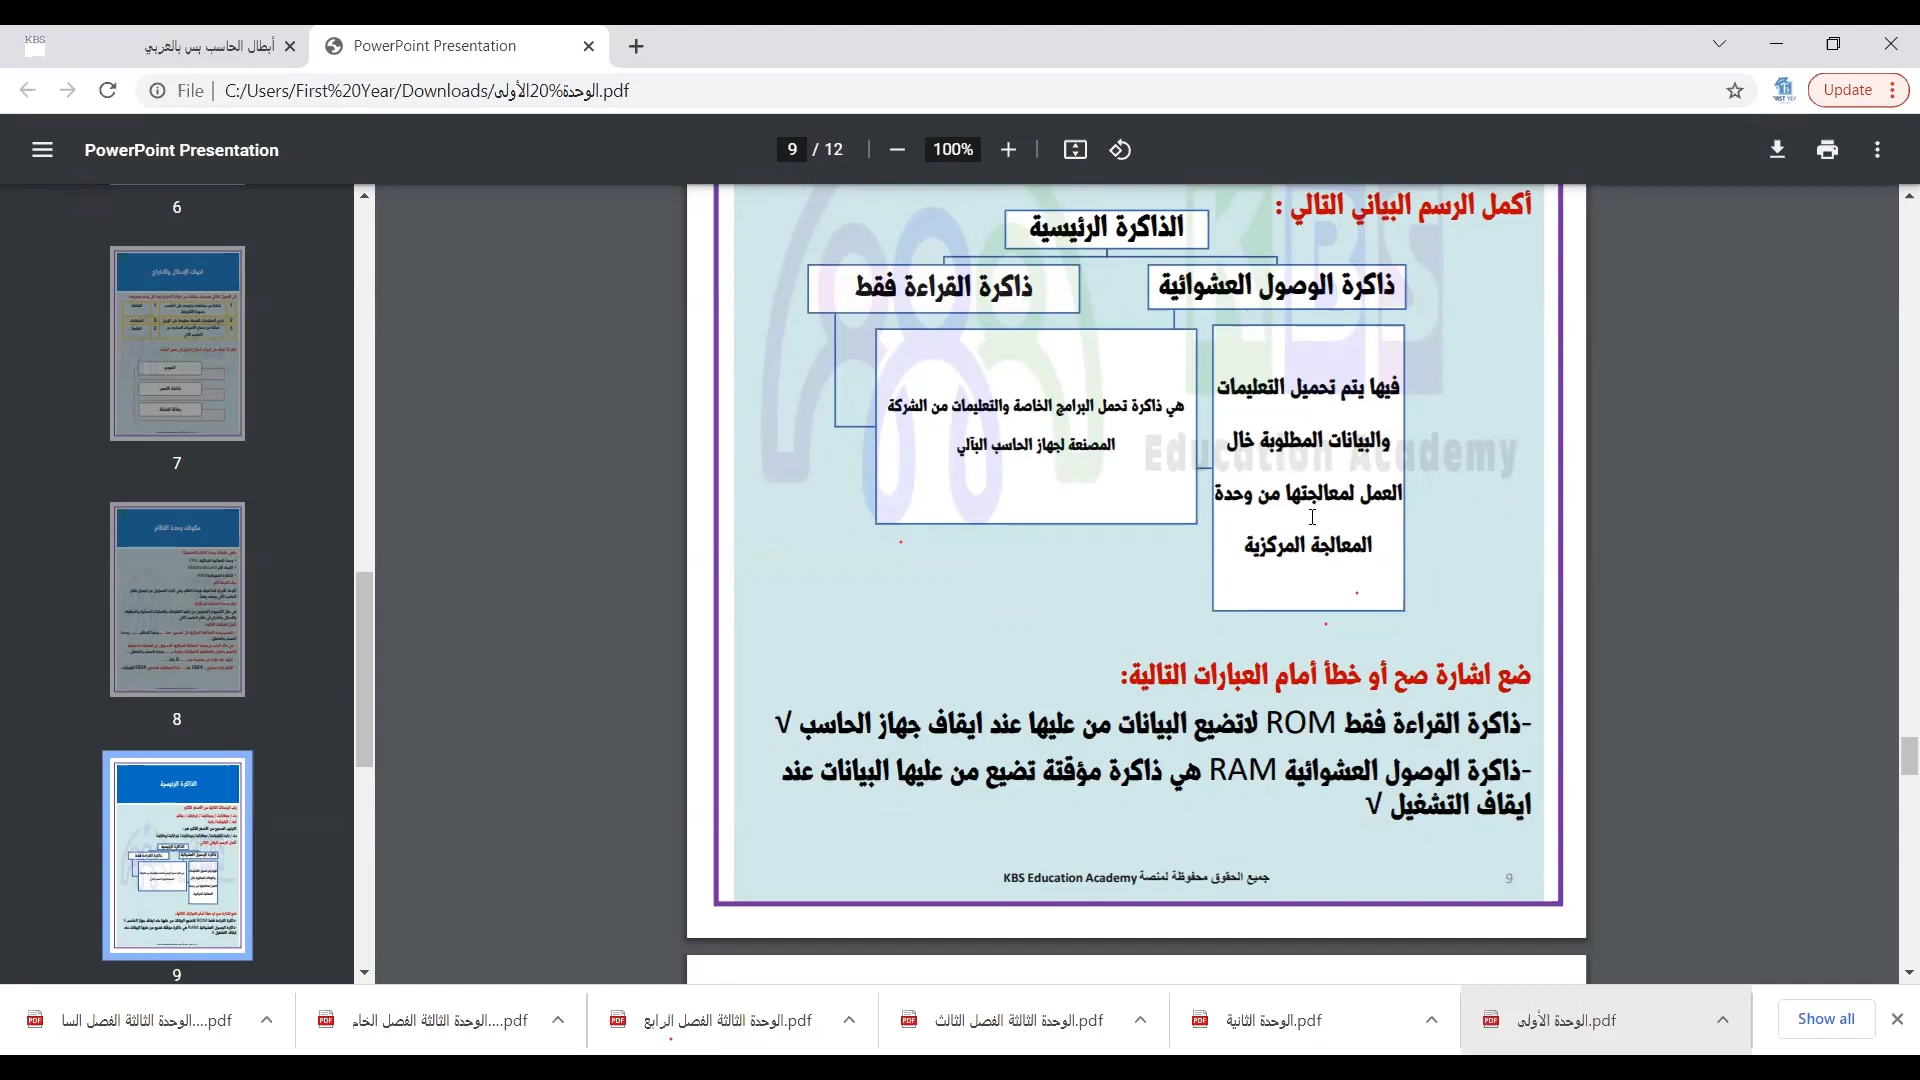 KBS
أبطال الحاسب بس بالعربي
PowerPoint Presentation
File
C:/Users/First%20Year/Downloads/الوحدة%20الأولى.pdf
Update
PowerPoint Presentation
9 / 12
100%
6
7
8
9
أكمل الرسم البياني التالي :
الذاكرة الرئيسية
ذاكرة الوصول العشوائية
ذاكرة القراءة فقط
فيها يتم تحميل التعليمات
والبيانات المطلوبة خال
العمل لمعالجتها من وحدة
المعالجة المركزية
هي ذاكرة تحمل البرامج الخاصة والتعليمات من الشركة
المصنعة لجهاز الحاسب البآلي
KBS
Education Academy
ضع اشارة صح أو خطأ أمام العبارات التالية:
-ذاكرة القراءة فقط ROM لاتضيع البيانات من عليها عند ايقاف جهاز الحاسب √
-ذاكرة الوصول العشوائية RAM هي ذاكرة مؤقتة تضيع من عليها البيانات عند
ايقاف التشغيل √
جميع الحقوق محفوظة لمنصة KBS Education Academy
9
الوحدة الثالثة الفصل السا....pdf
الوحدة الثالثة الفصل الخام....pdf
الوحدة الثالثة الفصل الرابع.pdf
الوحدة الثالثة الفصل الثالث.pdf
الوحدة الثانية.pdf
الوحدة الأولى.pdf
Show all